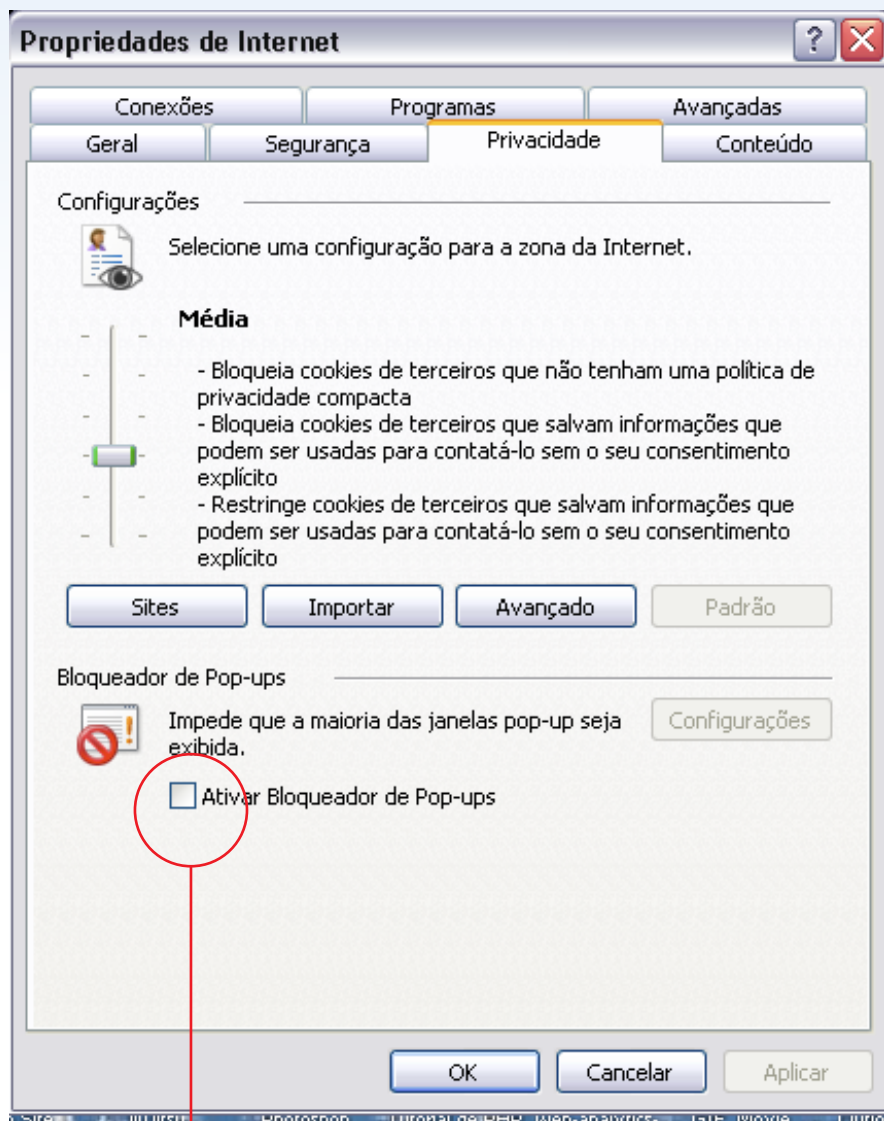 Propriedades de Internet
Conexões Programas Avançadas
Geral Segurança Privacidade Conteúdo
Configurações
Selecione uma configuração para a zona da Internet.
Média
- Bloqueia cookies de terceiros que não tenham uma política de
privacidade compacta
- Bloqueia cookies de terceiros que salvam informações que
podem ser usadas para contatá-lo sem o seu consentimento
explícito
- Restringe cookies de terceiros que salvam informações que
podem ser usadas para contatá-lo sem o seu consentimento
explícito
Sites Importar Avançado Padrão
Bloqueador de Pop-ups
Impede que a maioria das janelas pop-up seja
exibida.
Configurações
Ativar Bloqueador de Pop-ups
OK Cancelar Aplicar